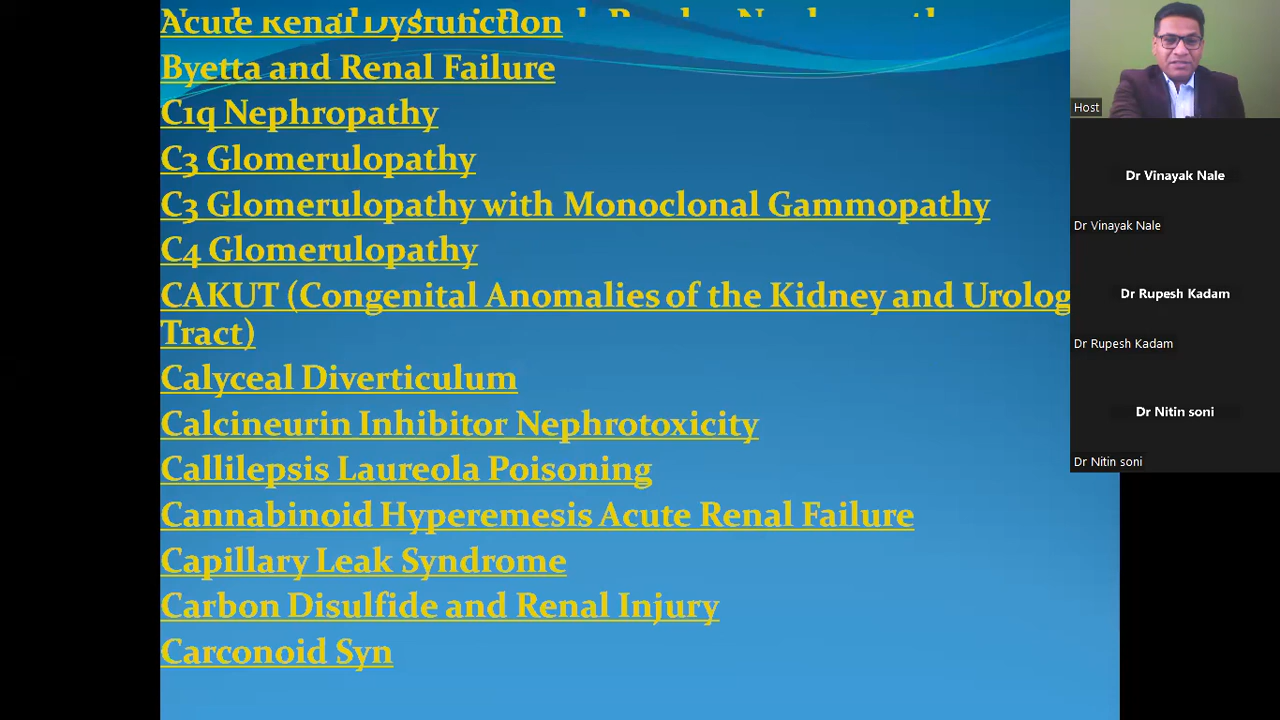 Acute Renal Dysfunction
Byetta and Renal Failure
C1q Nephropathy
C3 Glomerulopathy
C3 Glomerulopathy with Monoclonal Gammopathy
C4 Glomerulopathy
CAKUT (Congenital Anomalies of the Kidney and Urolog
Tract)
Calyceal Diverticulum
Calcineurin Inhibitor Nephrotoxicity
Callilepsis Laureola Poisoning
Cannabinoid Hyperemesis Acute Renal Failure
Capillary Leak Syndrome
Carbon Disulfide and Renal Injury
Carconoid Syn
Host
Dr Vinayak Nale
Dr Vinayak Nale
Dr Rupesh Kadam
Dr Rupesh Kadam
Dr Nitin soni
Dr Nitin soni